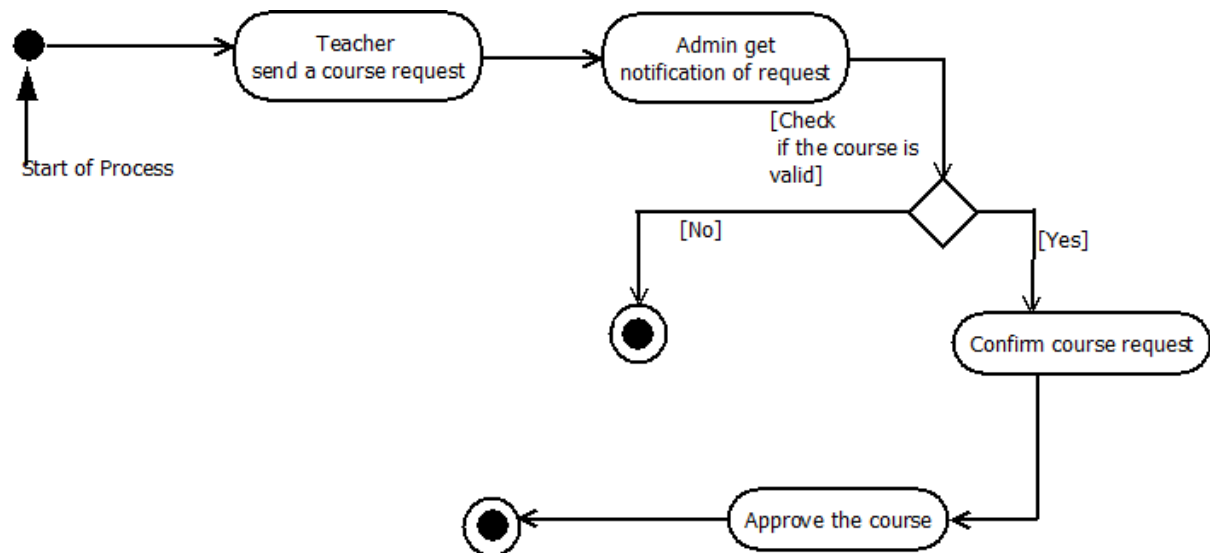 Teacher
send a course request
Admin get
notification of request
Start of Process
[Check
if the course is
valid]
[No]
[Yes]
Confirm course request
Approve the course